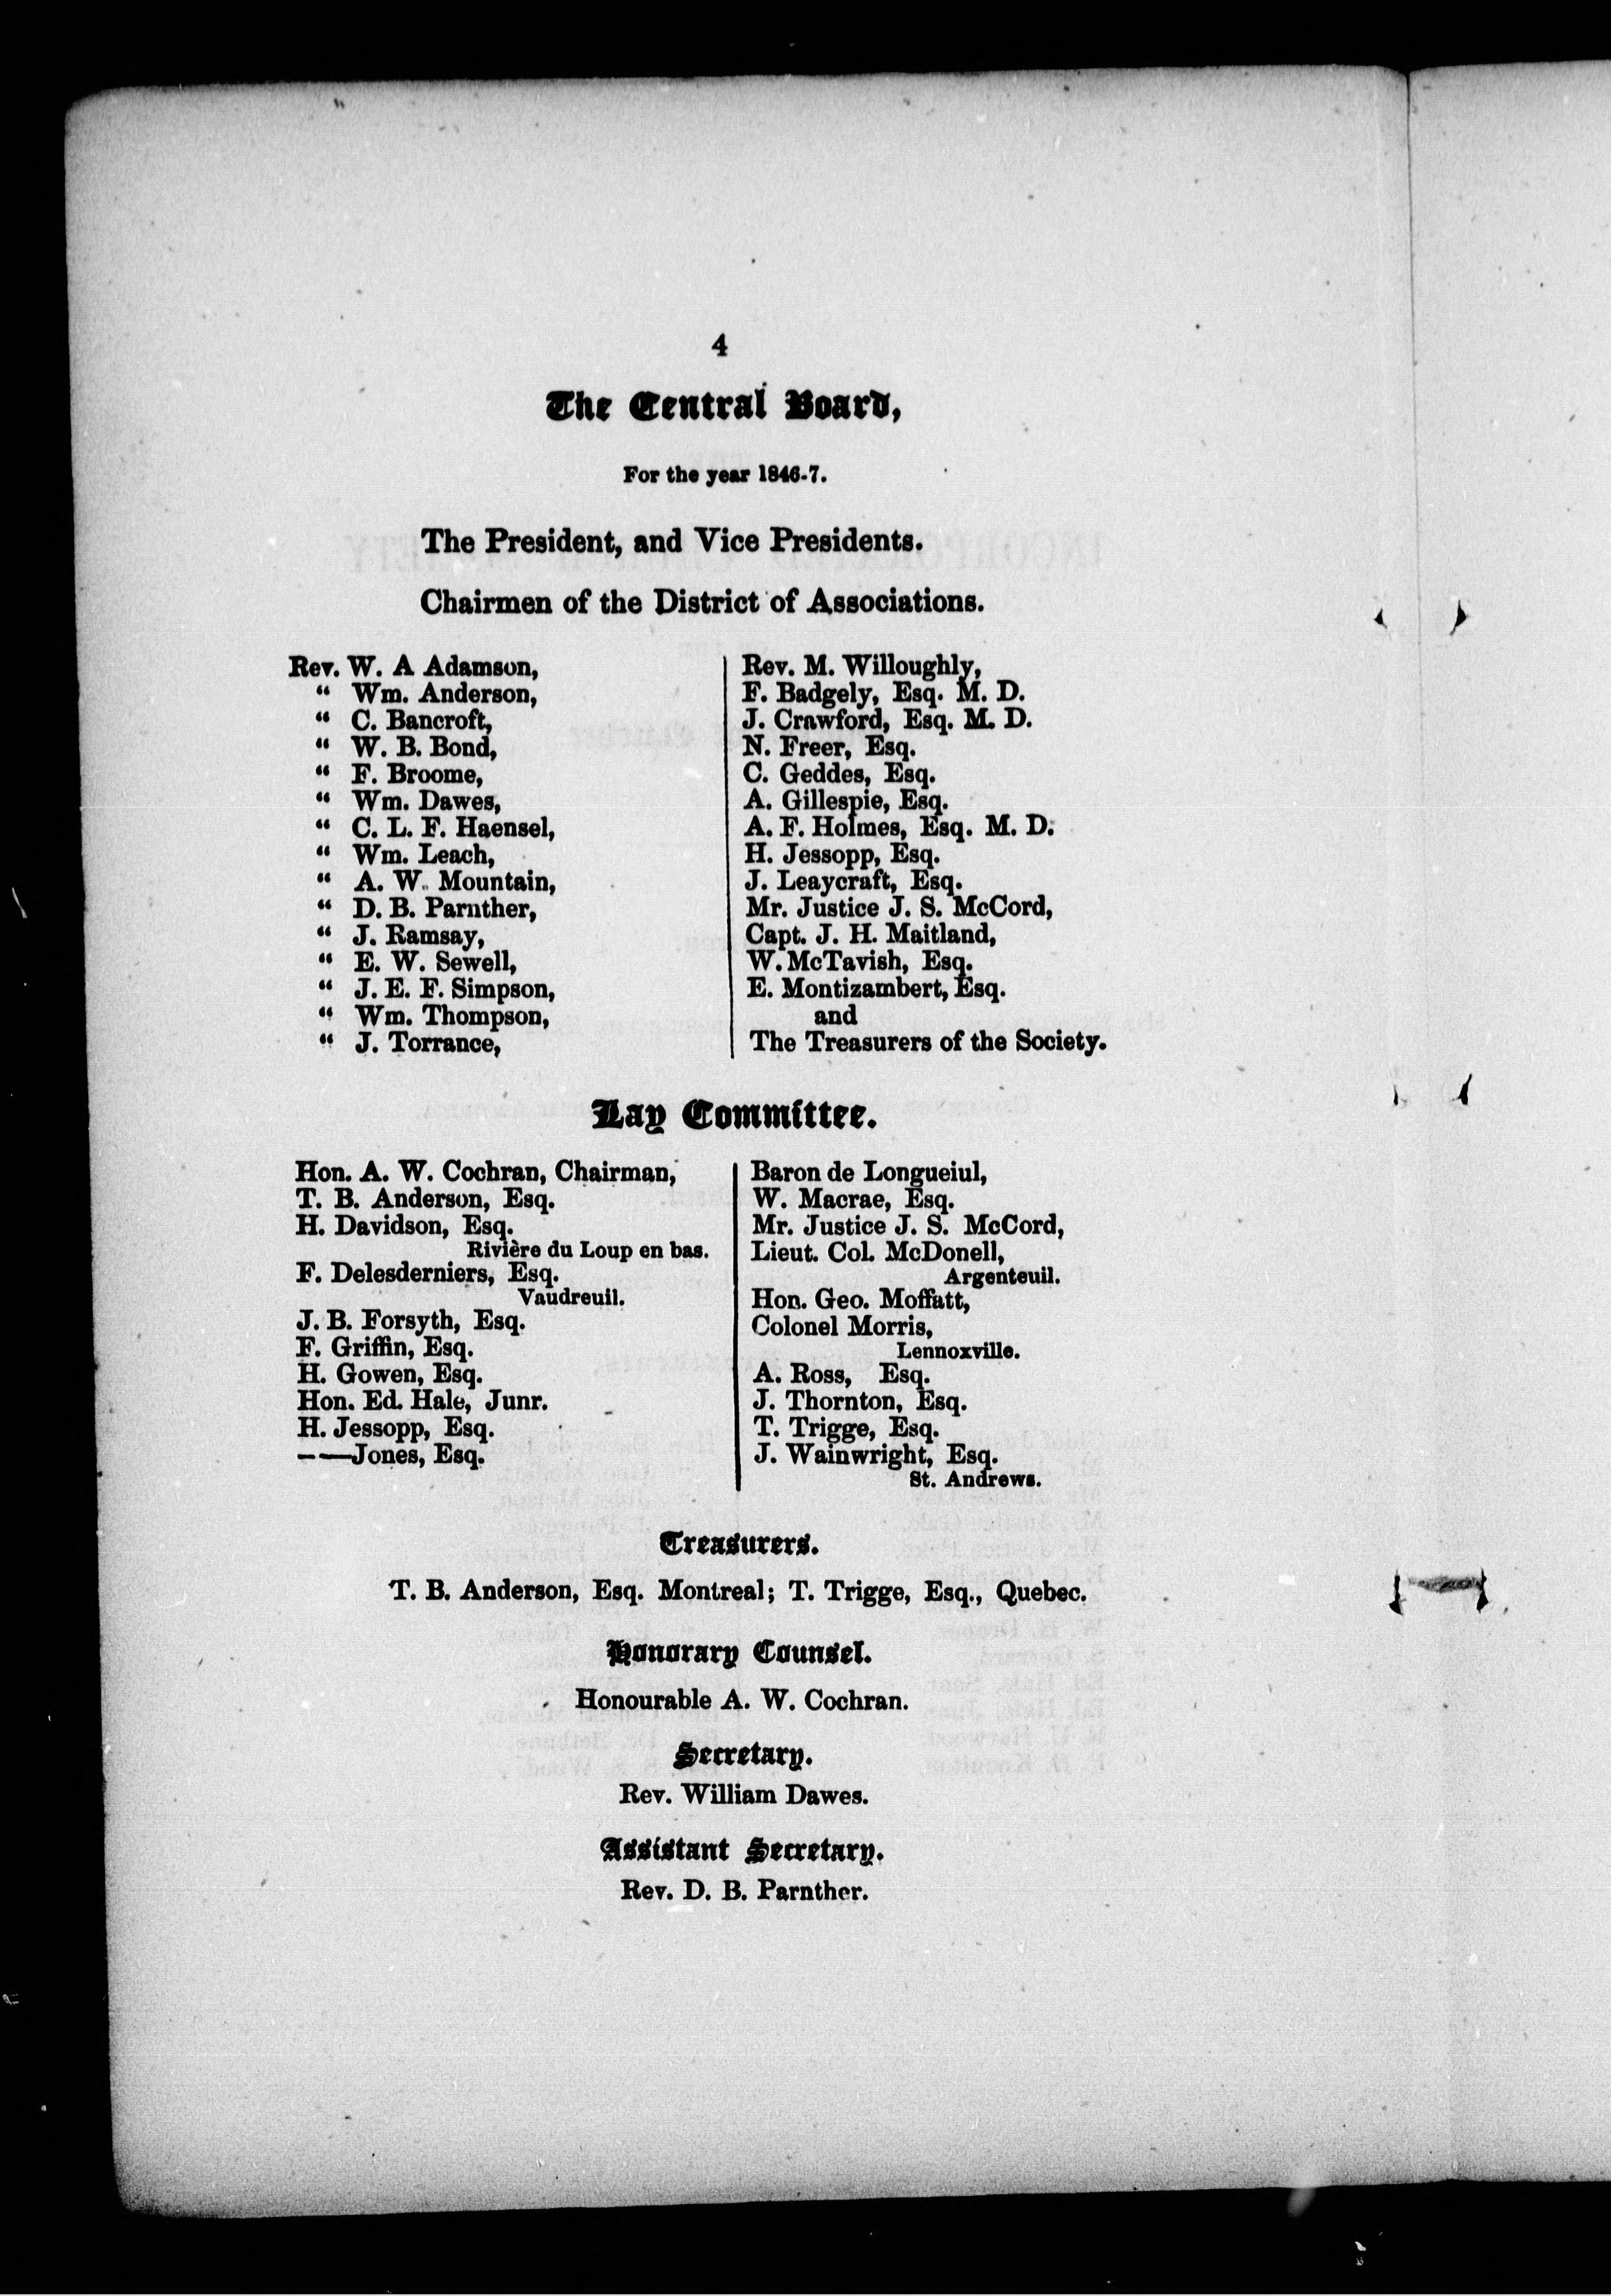 4
The Central Board,
For the year 1846-7.
The President, and Vice Presidents.
Chairmen of the District of Associations.
Rev. W. A Adamson,
“ Wm. Anderson,
“ C. Bancroft,
“ W. B. Bond,
“ F. Broome,
“ Wm. Dawes,
“ C. L. F. Haensel,
“ Wm. Leach,
“ A. W. Mountain,
“ D. B. Parnther,
“ J. Ramsay,
“ E. W. Sewell,
“ J. E. F. Simpson,
“ Wm. Thompson,
“ J. Torrance,
Rev. M. Willoughly,
F. Badgely, Esq. M. D.
J. Crawford, Esq. M. D.
N. Freer, Esq.
C. Geddes, Esq.
A. Gillespie, Esq.
A. F. Holmes, Esq. M. D.
H. Jessopp, Esq.
J. Leaycraft, Esq.
Mr. Justice J. S. McCord,
Capt. J. H. Maitland,
W. McTavish, Esq.
E. Montizambert, Esq.
and
The Treasurers of the Society.
Lay Committee.
Hon. A. W. Cochran, Chairman,
T. B. Anderson, Esq.
H. Davidson, Esq.
Rivière du Loup en bas.
F. Delesderniers, Esq.
Vaudreuil.
J. B. Forsyth, Esq.
F. Griffin, Esq.
H. Gowen, Esq.
Hon. Ed. Hale, Junr.
H. Jessopp, Esq.
——Jones, Esq.
Baron de Longueiul,
W. Macrae, Esq.
Mr. Justice J. S. McCord,
Lieut. Col. McDonell,
Argenteuil.
Hon. Geo. Moffatt,
Colonel Morris,
Lennoxville.
A. Ross, Esq.
J. Thornton, Esq.
T. Trigge, Esq.
J. Wainwright, Esq.
St. Andrews.
Treasurers.
T. B. Anderson, Esq. Montreal; T. Trigge, Esq., Quebec.
Honorary Counsel.
Honourable A. W. Cochran.
Secretary.
Rev. William Dawes.
Assistant Secretary.
Rev. D. B. Parnther.